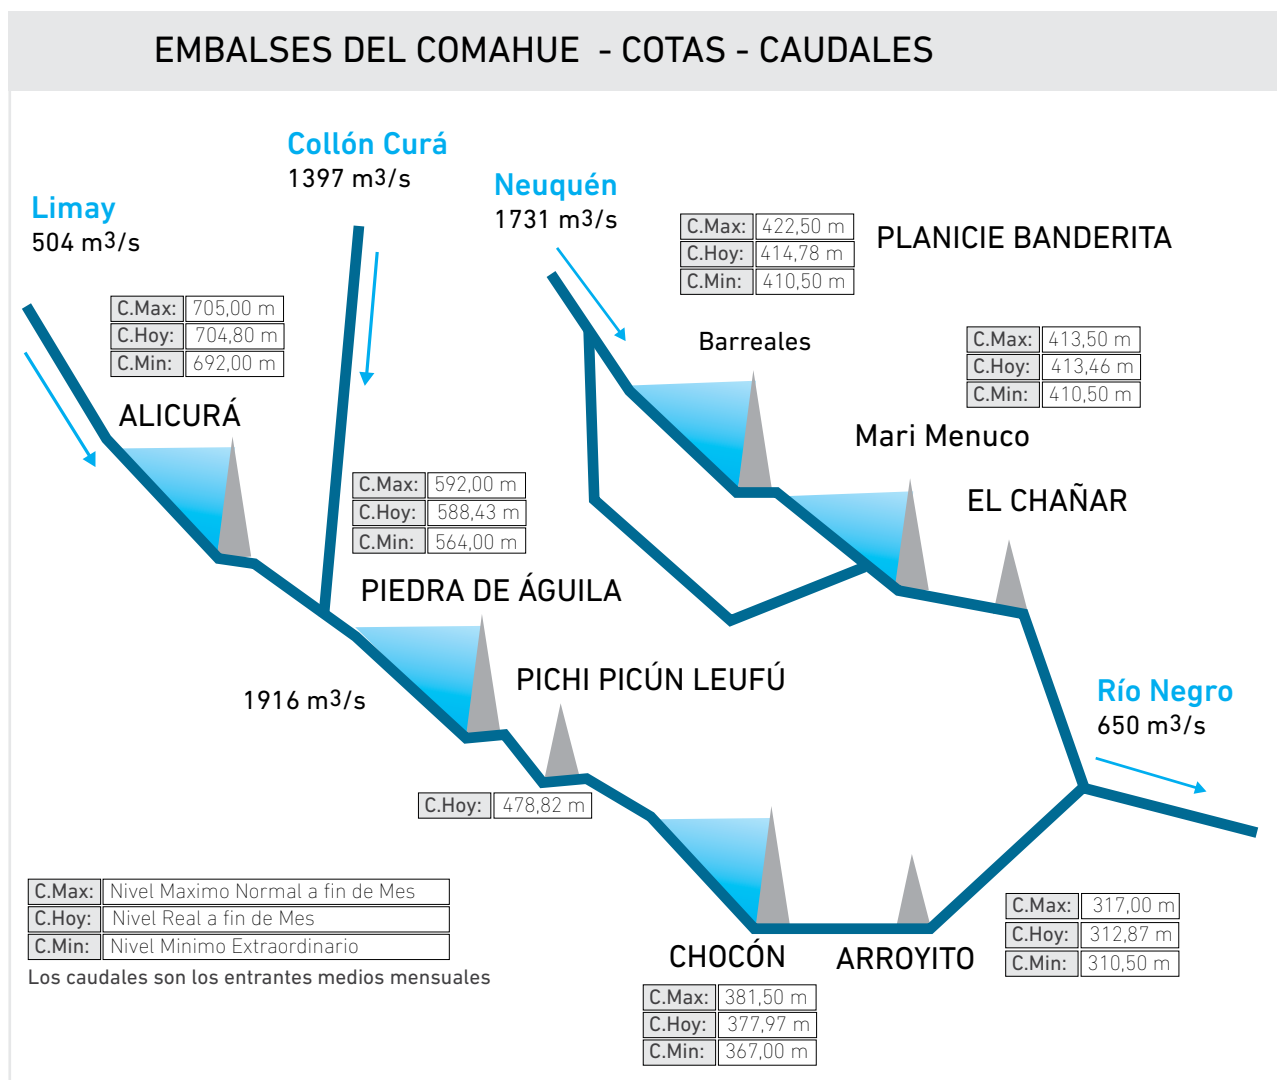 EMBALSES DEL COMAHUE - COTAS - CAUDALES
Collón Curá
1397 m3/s
Neuquén
1731 m3/s
Limay
504 m3/s
C.Max: 422,50 m
C.Hoy: 414,78 m
C.Min: 410,50 m
PLANICIE BANDERITA
C.Max: 705,00 m
C.Hoy: 704,80 m
C.Min: 692,00 m
Barreales
C.Max: 413,50 m
C.Hoy: 413,46 m
C.Min: 410,50 m
ALICURÁ
Mari Menuco
C.Max: 592,00 m
C.Hoy: 588,43 m
C.Min: 564,00 m
EL CHAÑAR
PIEDRA DE ÁGUILA
PICHI PICÚN LEUFÚ
1916 m3/s
Río Negro
650 m3/s
C.Hoy: 478,82 m
C.Max: Nivel Maximo Normal a fin de Mes
C.Hoy: Nivel Real a fin de Mes
C.Min: Nivel Minimo Extraordinario
Los caudales son los entrantes medios mensuales
CHOCÓN
ARROYITO
C.Max: 317,00 m
C.Hoy: 312,87 m
C.Min: 310,50 m
C.Max: 381,50 m
C.Hoy: 377,97 m
C.Min: 367,00 m